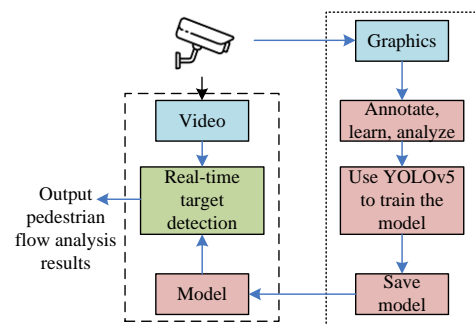 Graphics
Annotate,
learn, analyze
Use YOLOv5
to train the
model
Save
model
Video
Real-time
target
detection
Model
Output
pedestrian
flow analysis
results